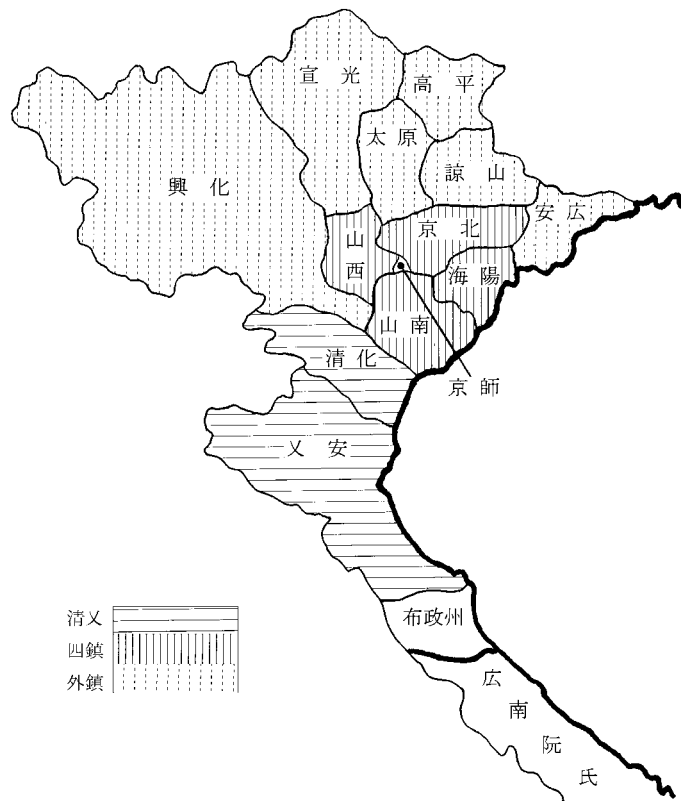 宣光
高平
太原
諒山
興化
安広
京北
山西
海陽
山南
清化
京師
乂安
布政州
広南阮氏
清乂
四鎮
外鎮